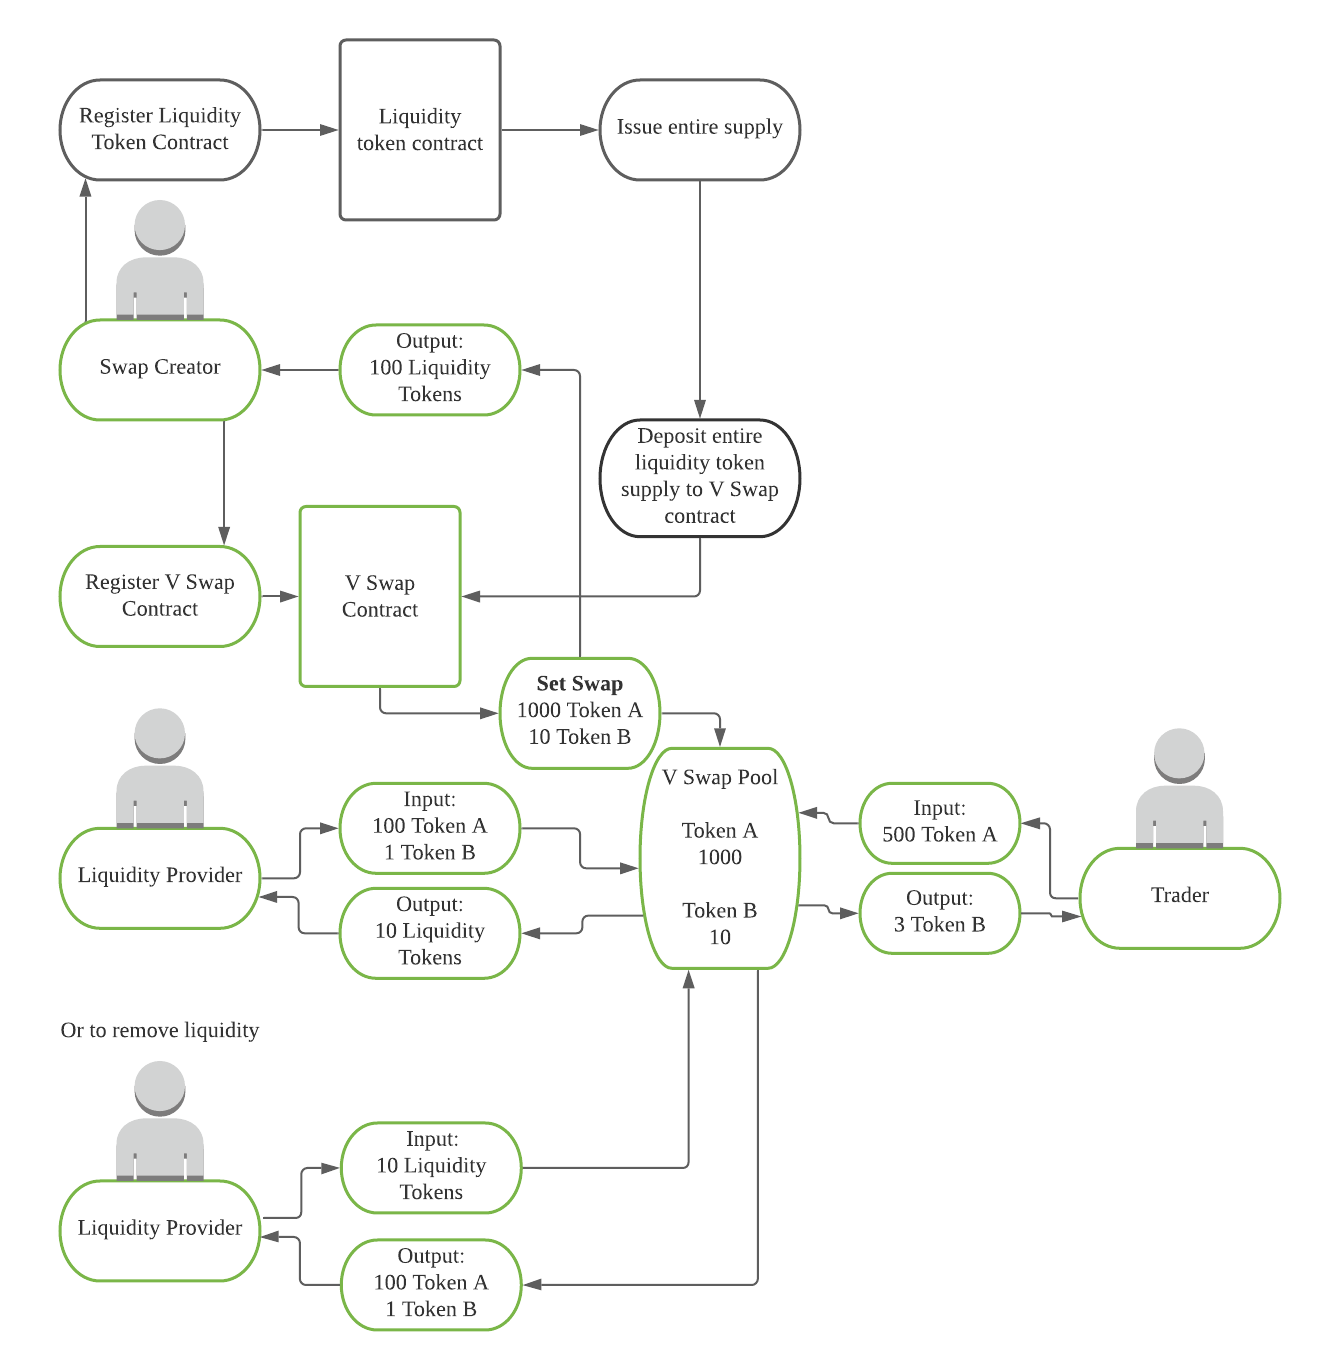 Register Liquidity
Token Contract
Liquidity
token contract
Issue entire supply
Swap Creator
Output:
100 Liquidity
Tokens
Deposit entire
liquidity token
supply to V Swap
contract
Register V Swap
Contract
V Swap
Contract
Set Swap
1000 Token A
10 Token B
V Swap Pool
Token A
1000
Token B
10
Liquidity Provider
Input:
100 Token A
1 Token B
Output:
10 Liquidity
Tokens
Input:
500 Token A
Output:
3 Token B
Trader
Or to remove liquidity
Liquidity Provider
Input:
10 Liquidity
Tokens
Output:
100 Token A
1 Token B